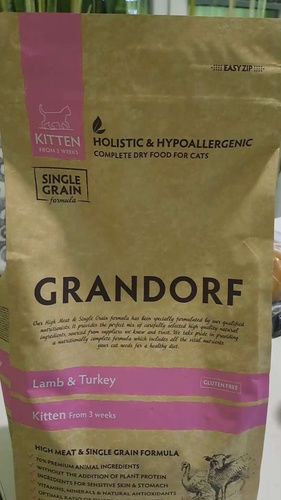 EASY ZIP
KITTEN
FROM 3 WEEKS
HOLISTIC & HYPOALLERGENIC
COMPLETE DRY FOOD FOR CATS
SINGLE
GRAIN
formula
GRANDORF
Our High Meat & Single Grain formula has been specially formulated by our qualified
nutritionists. It provides the perfect mix of carefully selected high quality natural
ingredients, sourced from suppliers we know and trust. We take pride in providing
a nutritionally complete formula which includes all the vital nutrients
your cat needs for a healthy diet.
Lamb & Turkey
GLUTEN FREE
Kitten From 3 weeks
HIGH MEAT & SINGLE GRAIN FORMULA
70% PREMIUM ANIMAL INGREDIENTS
WITHOUT THE ADDITION OF PLANT PROTEIN
INGREDIENTS FOR SENSITIVE SKIN & STOMACH
VITAMINS, MINERALS & NATURAL ANTIOXIDANTS
OPTIMAL